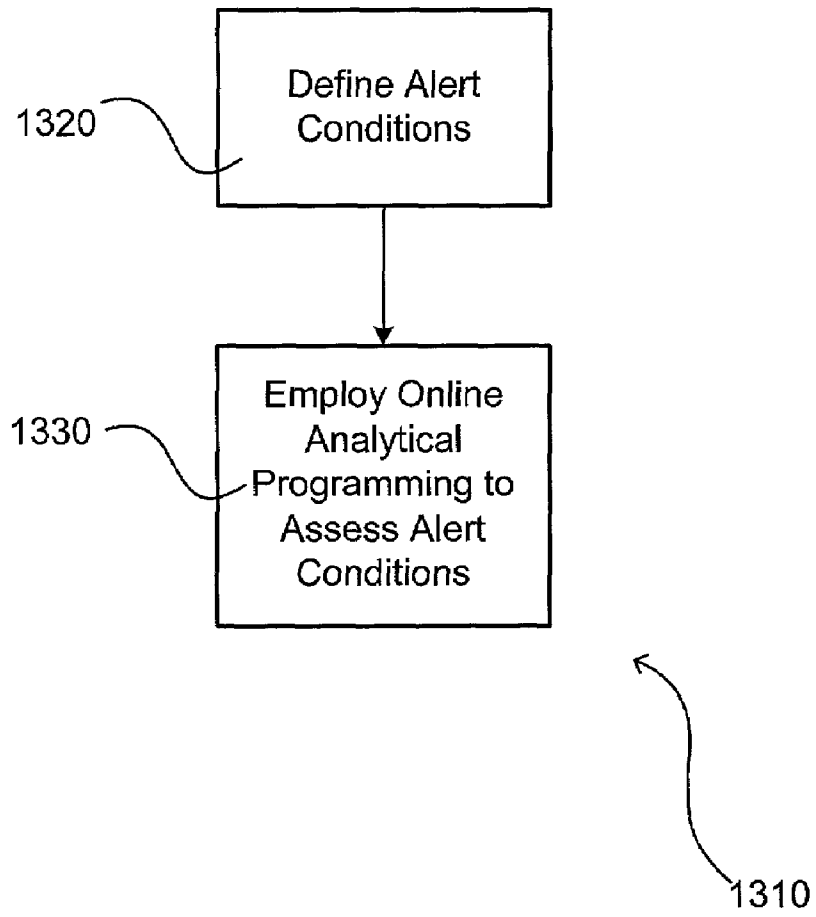 Define Alert
Conditions
1320
Employ Online
Analytical
Programming to
Assess Alert
Conditions
1330
1310